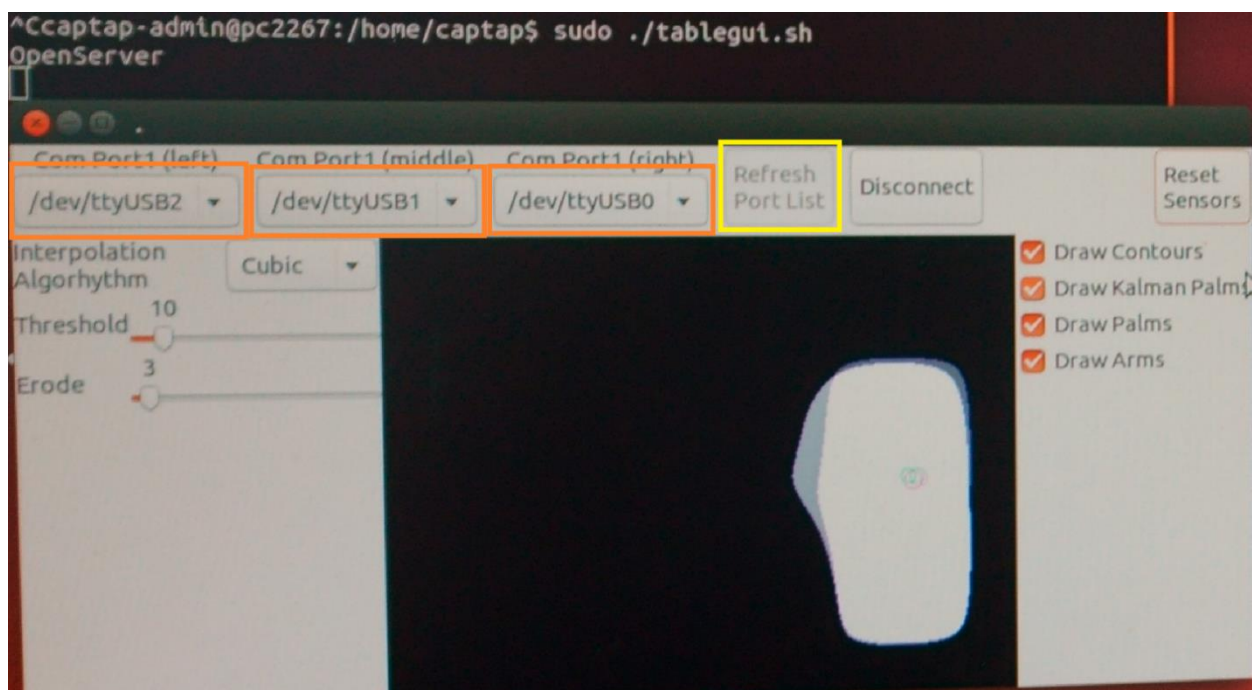 ^Ccaptap-admin@pc2267:/home/captap$ sudo ./tablegui.sh
OpenServer
Com Port1 (left)
Com Port1 (middle)
Com Port1 (right)
/dev/ttyUSB2
/dev/ttyUSB1
/dev/ttyUSB0
Refresh
Port List
Disconnect
Reset
Sensors
Interpolation
Algorhythm
Cubic
Threshold
10
Erode
3
Draw Contours
Draw Kalman Palms
Draw Palms
Draw Arms